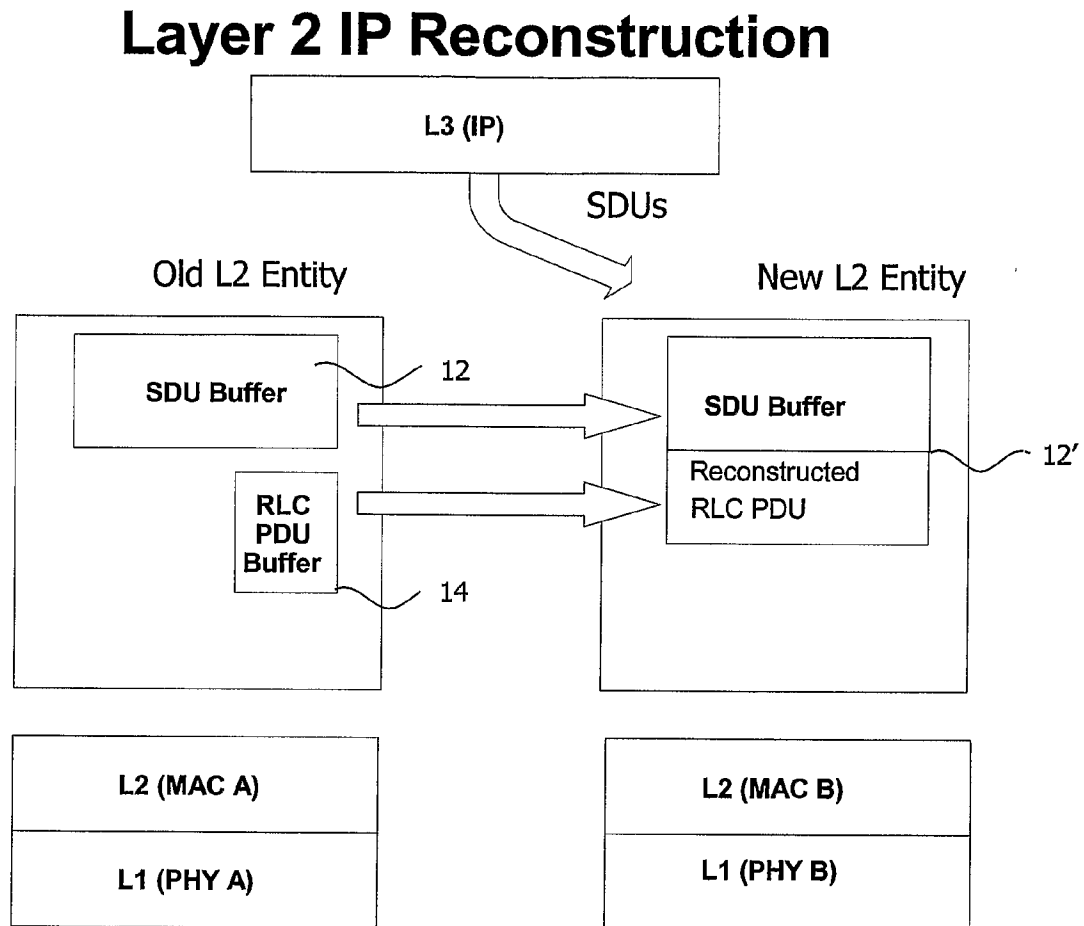 Layer 2 IP Reconstruction
L3 (IP)
SDUs
Old L2 Entity
New L2 Entity
SDU Buffer
12
SDU Buffer
12'
Reconstructed
RLC PDU
RLC
PDU
Buffer
14
L2 (MAC A)
L2 (MAC B)
L1 (PHY A)
L1 (PHY B)